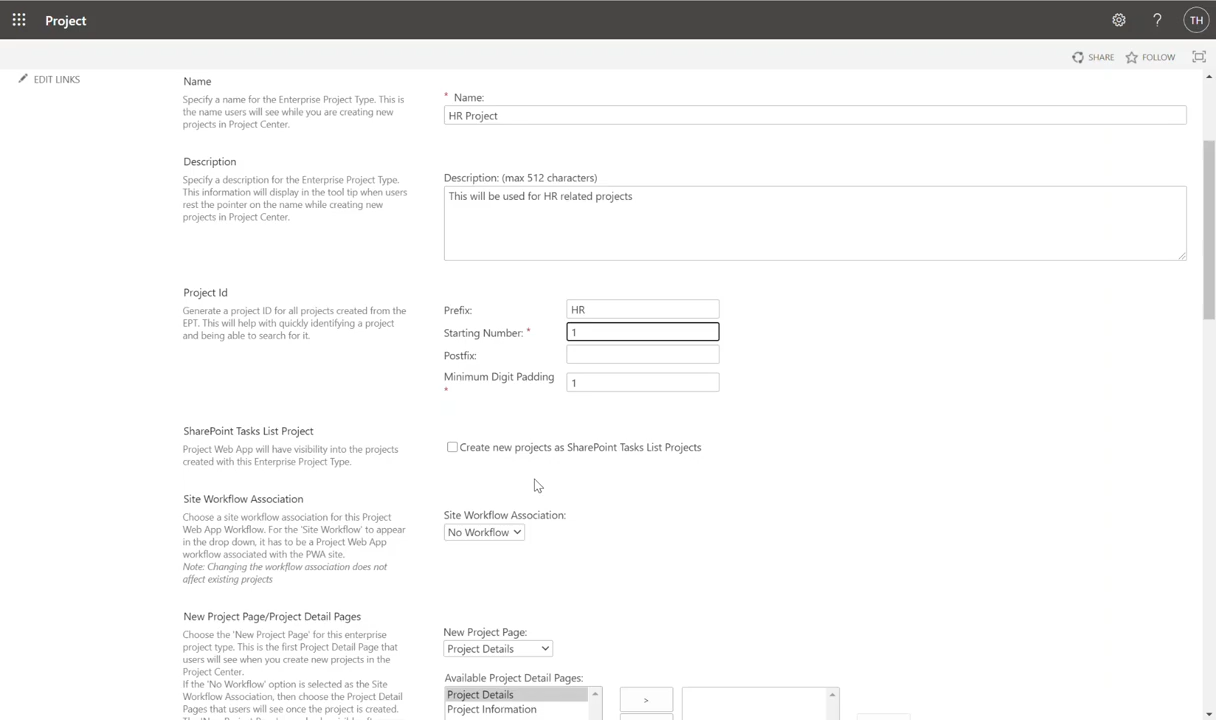 Project
?
TH
EDIT LINKS
SHARE
FOLLOW
Name
Specify a name for the Enterprise Project Type. This is
the name users will see while you are creating new
projects in Project Center.
* Name:
HR Project
Description
Specify a description for the Enterprise Project Type.
This information will display in the tool tip when users
rest the pointer on the name while creating new
projects in Project Center.
Description: (max 512 characters)
This will be used for HR related projects
Project Id
Generate a project ID for all projects created from the
EPT. This will help with quickly identifying a project
and being able to search for it.
Prefix:
HR
Starting Number: *
1
Postfix:
Minimum Digit Padding
*
1
SharePoint Tasks List Project
Project Web App will have visibility into the projects
created with this Enterprise Project Type.
Create new projects as SharePoint Tasks List Projects
Site Workflow Association
Choose a site workflow association for this Project
Web App Workflow. For the 'Site Workflow' to appear
in the drop down, it has to be a Project Web App
workflow associated with the PWA site.
Note: Changing the workflow association does not
affect existing projects
Site Workflow Association:
No Workflow
New Project Page/Project Detail Pages
Choose the 'New Project Page' for this enterprise
project type. This is the first Project Detail Page that
users will see when you create new projects in the
Project Center.
If the 'No Workflow' option is selected as the Site
Workflow Association, then choose the Project Detail
Pages that users will see once the project is created.
New Project Page:
Project Details
Available Project Detail Pages:
Project Details
Project Information
>